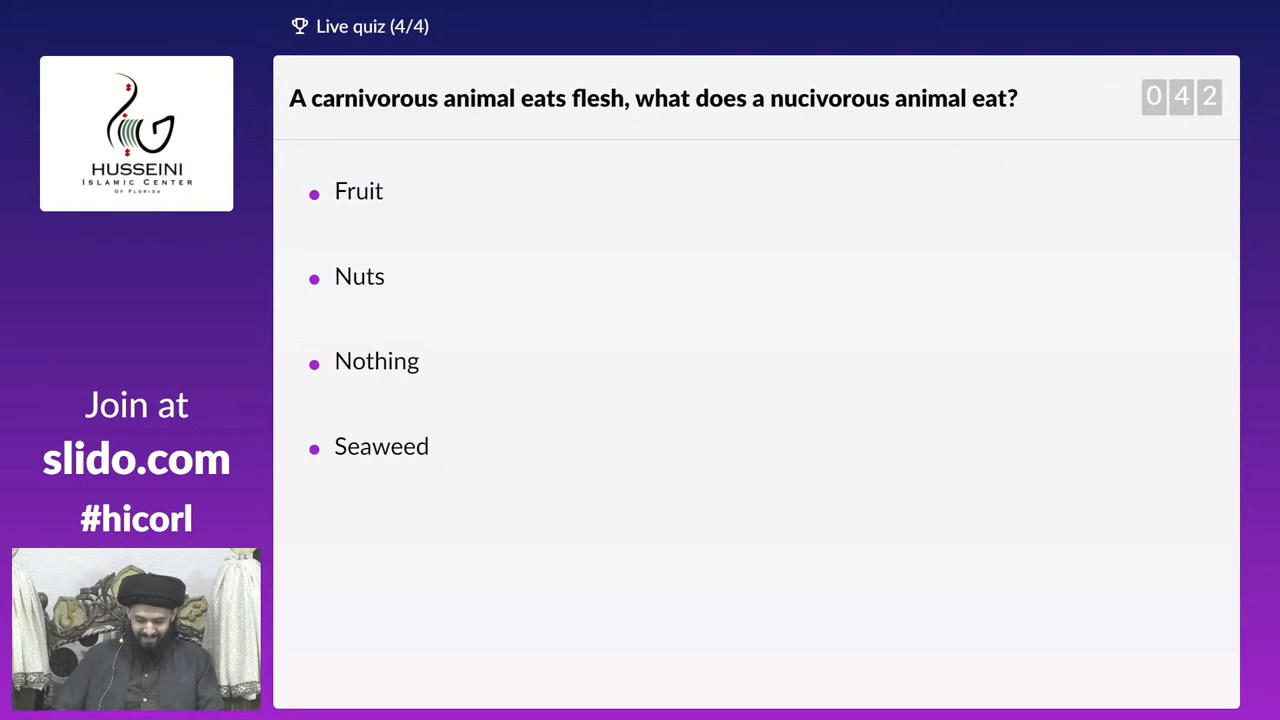 Live quiz (4/4)
HUSSEINI
ISLAMIC CENTER
OF FLORIDA
A carnivorous animal eats flesh, what does a nucivorous animal eat?
042
Fruit
Nuts
Nothing
Seaweed
Join at
slido.com
#hicorl